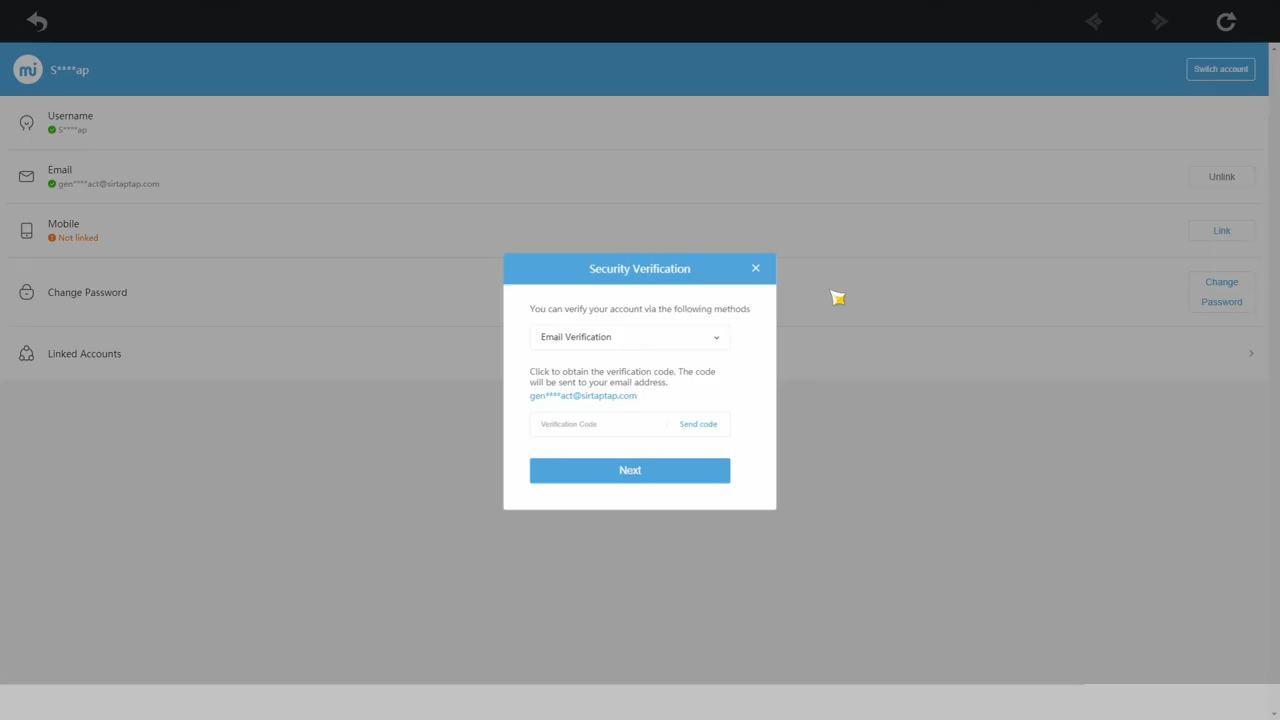 mi
S****ap
Switch account
Username
S****ap
Email
gen****act@sirtaptap.com
Unlink
Mobile
Not linked
Link
Change Password
Change
Password
Linked Accounts
Security Verification
You can verify your account via the following methods
Email Verification
Click to obtain the verification code. The code
will be sent to your email address.
gen****act@sirtaptap.com
Verification Code
Send code
Next